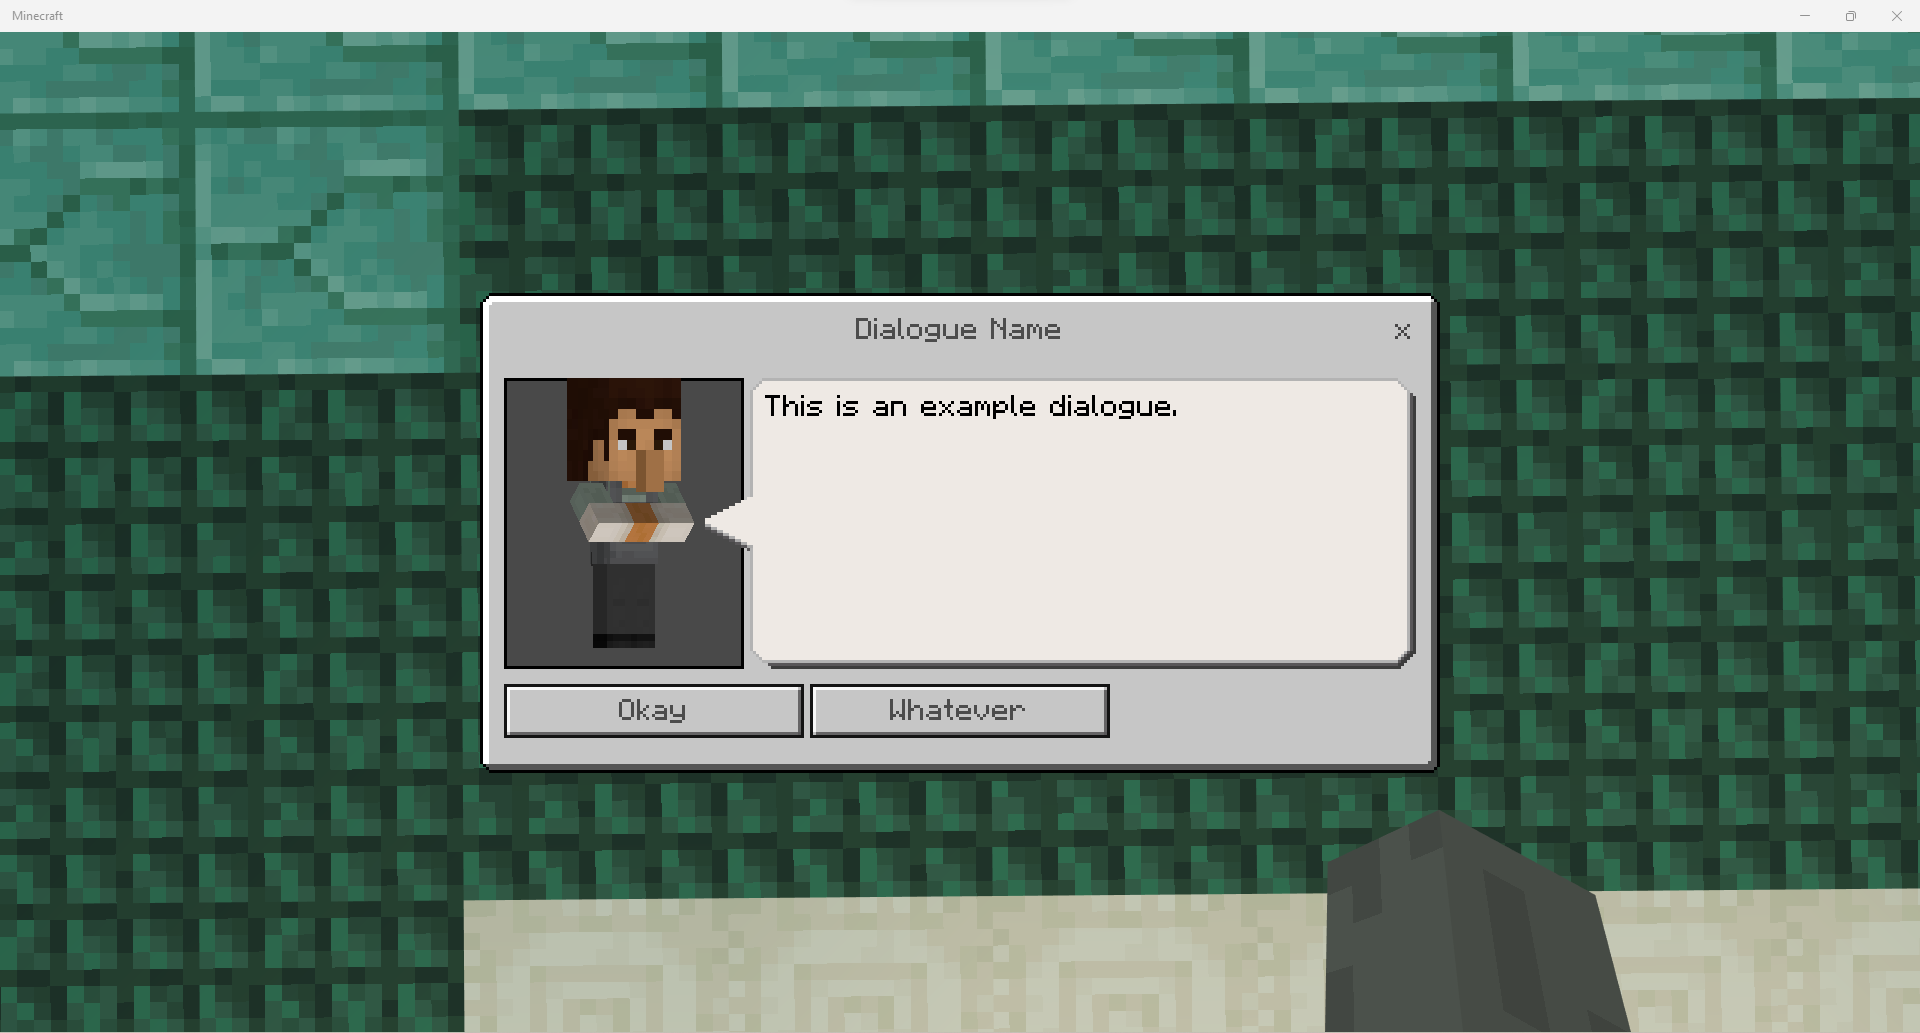 Minecraft
Dialogue Name
This is an example dialogue.
Okay
Whatever